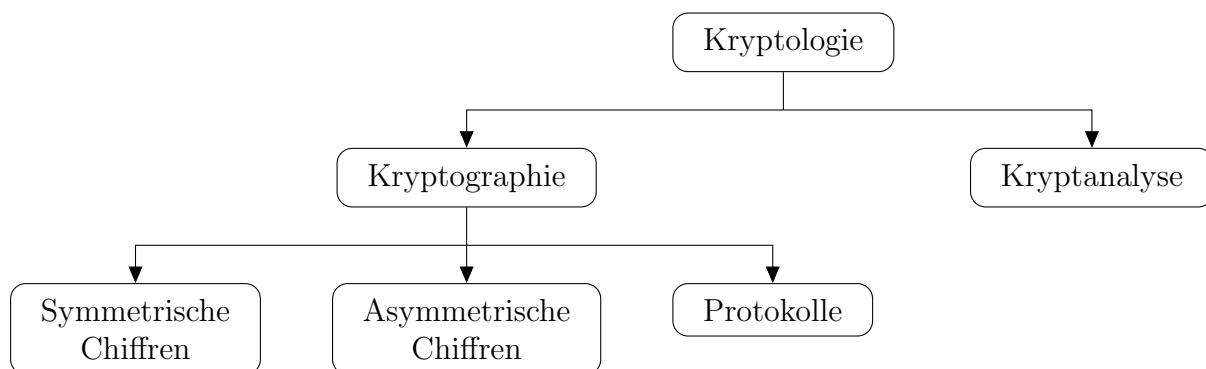 Kryptologie
Kryptographie
Kryptanalyse
Symmetrische
Chiffren
Asymmetrische
Chiffren
Protokolle